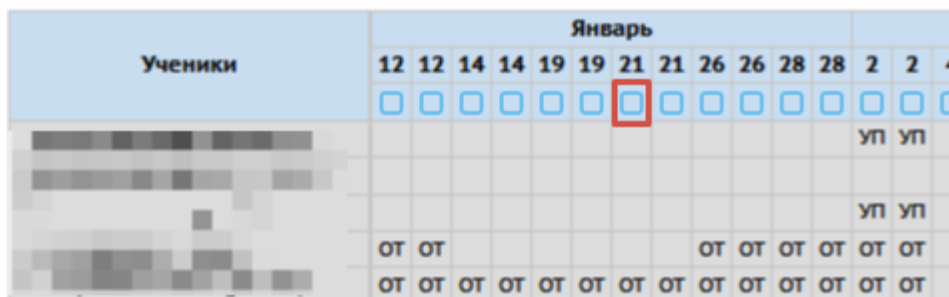 Январь
Ученики 12 12 14 14 19 19 21 21 26 26 28 28 2 2
УП УП
УП УП
ОТ ОТ ОТ ОТ ОТ ОТ ОТ ОТ
ОТ ОТ ОТ ОТ ОТ ОТ ОТ ОТ ОТ ОТ ОТ ОТ ОТ ОТ